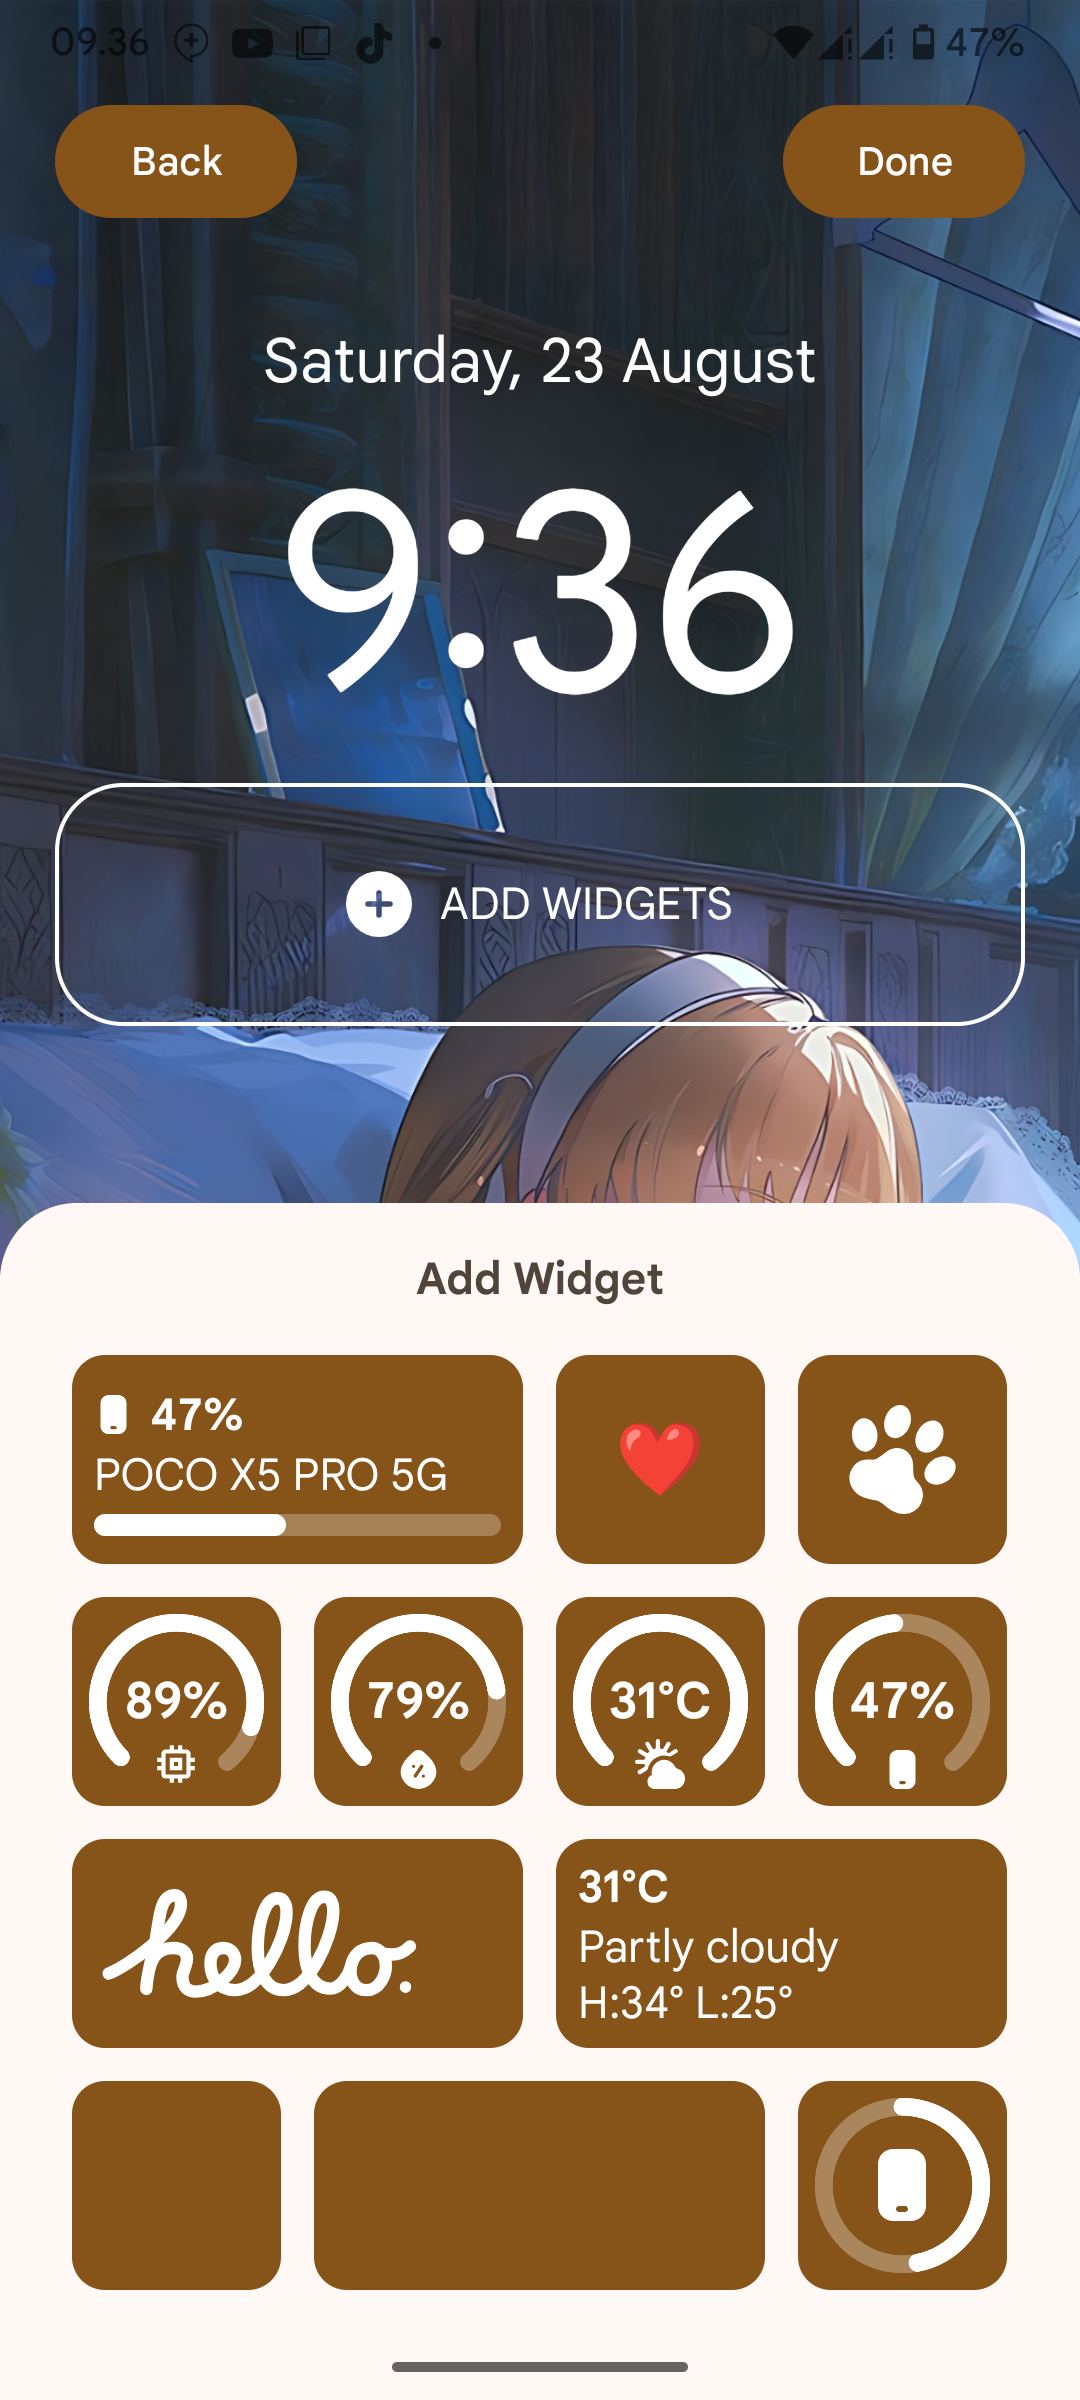 09.36
47%
Back
Done
Saturday, 23 August
9:36
ADD WIDGETS
Add Widget
47%
POCO X5 PRO 5G
89%
79%
31°C
47%
hello.
31°C
Partly cloudy
H:34° L:25°